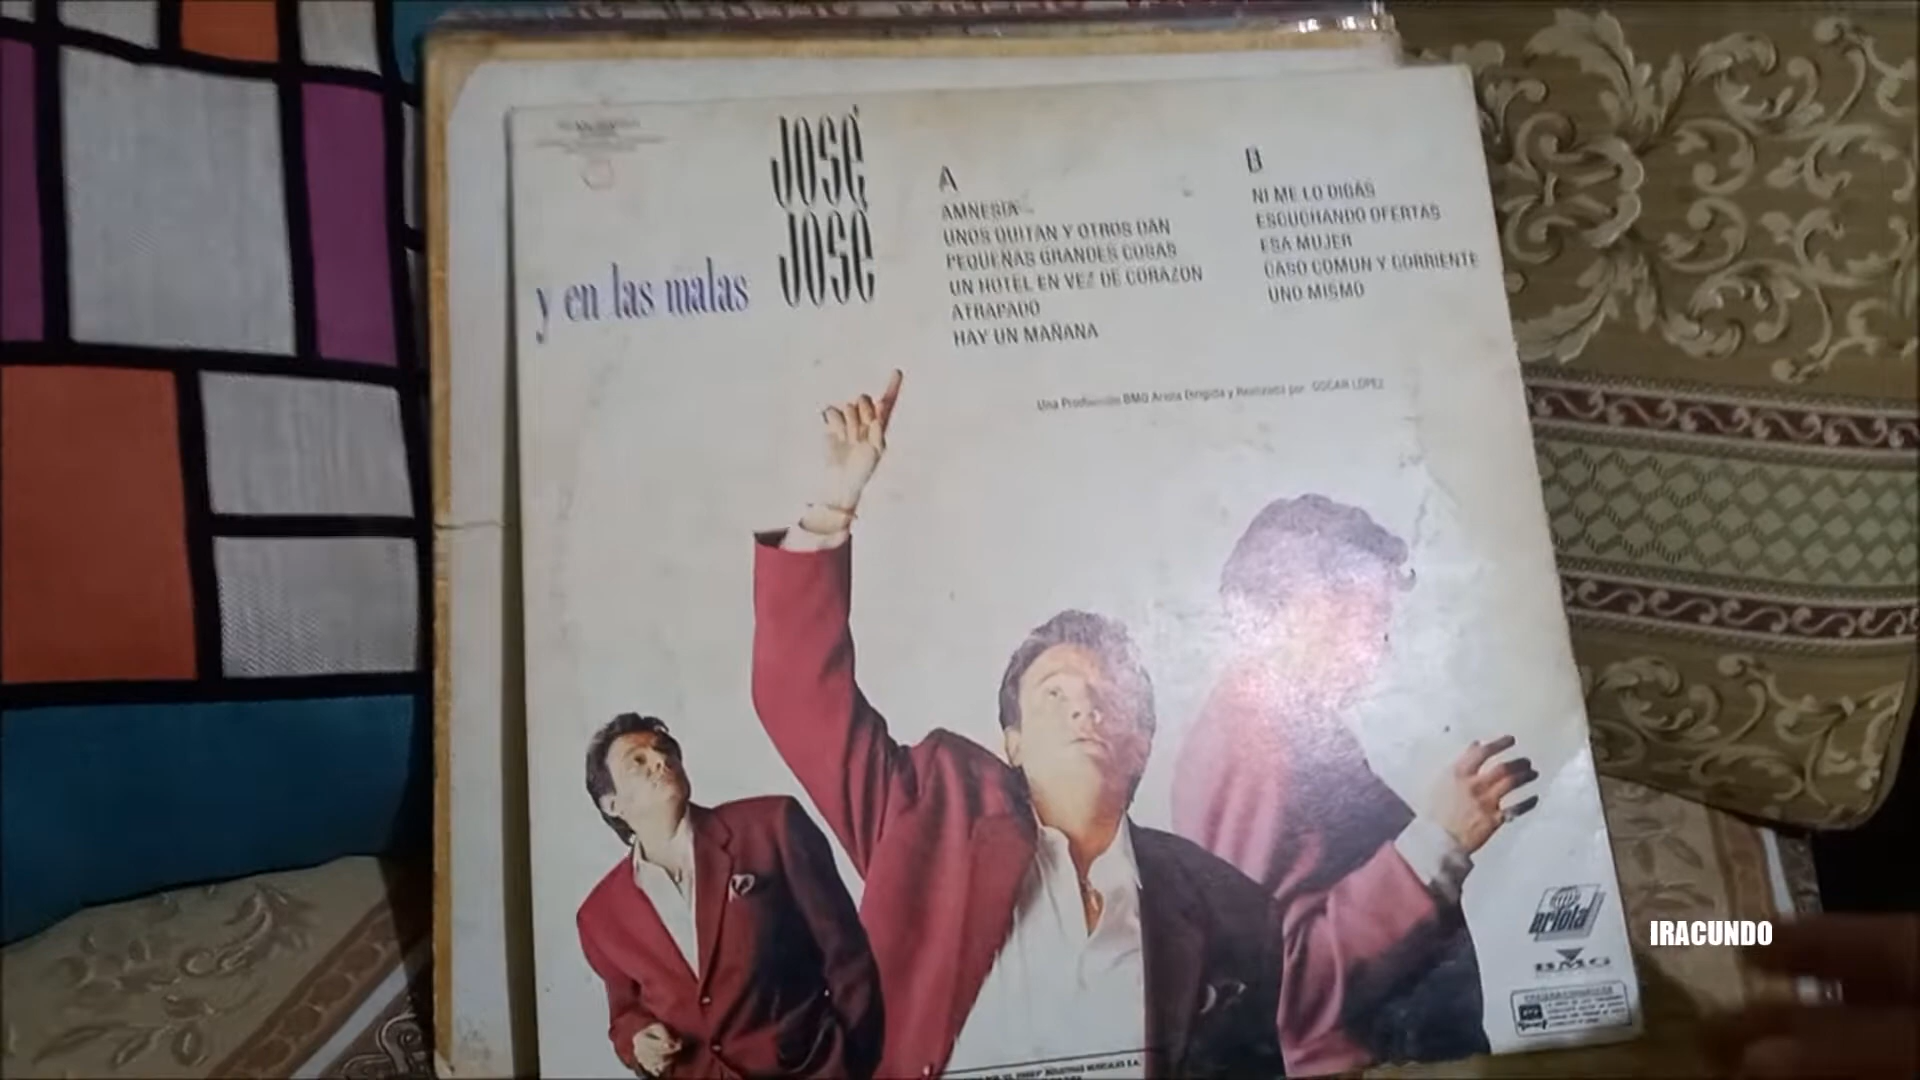 JOSÉ
JOSÉ
y en las malas
A
AMNESIA
UNOS QUITAN Y OTROS DAN
PEQUEÑAS GRANDES COSAS
UN HOTEL EN VEZ DE CORAZON
ATRAPADO
HAY UN MAÑANA
B
NI ME LO DIGAS
ESCUCHANDO OFERTAS
ESA MUJER
CASO COMUN Y CORRIENTE
UNO MISMO
Una Producción BMG Ariola Dirigida y Realizada por: OSCAR LOPEZ
ariola
BMG
IRACUNDO
INDUSTRIAS MUSICALES S.A.